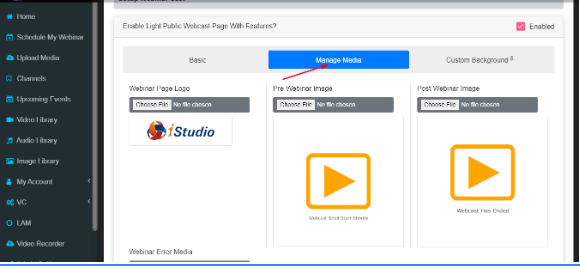 Home
Enable Light Public Webcast Page With Features?
Enabled
Schedule My Webinar
Upload Media
Basic
Manage Media
Custom Background β
Channels
Webinar Page Logo
Pre Webinar Image
Post Webinar Image
Upcoming Events
Choose File No file chosen
Choose File No file chosen
Choose File No file chosen
Video Library
iStudio
Audio Library
Image Library
My Account
VC
Webcast Shall Start Shortly
Webcast Has Ended
LAM
Video Recorder
Webinar Error Media